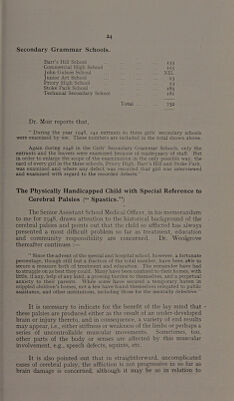 24
Secondary Grammar Schools.
Barr's Hill School ... 132
Commercial High School ... 105
John Gulson School ... NIL
Junior Art School ... 23
Priory High School ... 23
Stoke Park School ... 282
Technical Secondary School ... 181
Total ...
Dr. Moir reports that,
" During the year 1948, 142 entrants to three girls' secondary schools
were examined by me. These numbers are included in the total shown above.
Again during 1948 in the Girls' Secondary Grammar Schools, only the
entrants and the leavers were examined because of inadequacy of staff. But
in order to enlarge the scope of the examination in the only possible way, the
card of every girl in the three schools, Priory High, Barr's Hill and Stoke Park,
was examined and where any defect was recorded that girl was interviewed
and examined with regard to the recorded defects.
The Physically Handicapped Child with Special Reference to
Cerebral Palsies (" Spastics.")
The Senior Assistant School Medical Officer, in his memorandum
to me for 1948, draws attention to the historical background of the
cerebral palsies and points out that the child so afflicted has always
presented a most difficult problem so far as treatment, education
and community responsibility are concerned. Dr. Woolgrove
thereafter continues :—
" Since the advent of the special and hospital school, however, a fortunate
percentage, though still but a fraction of the total number, have been able to
secure a measure both of treatment and education, but most of them have had
to struggle on as best they could. Many have been confined to their homes, with
little, if any, help of any kind, a growing burden to themselves, and a perpetual
anxiety to their parents. While some have secured a temporary haven in
crippled children's homes, not a few have found themselves relegated to public
assistance, and other institutions, including those for the mentally defective."
It is necessary to indicate for the benefit of the lay mind that
these palsies are produced either as the result of an under-developed
brain or injury thereto, and in consequence, a variety of end results
may appear, i.e., either stiffness or weakness of the limbs or perhaps a
series of uncontrollable muscular movements. Sometimes, too,
other parts of the body or senses are affected by this muscular
involvement, e.g., speech defects, squints, etc.
It is also pointed out that in straightforward, uncomplicated
cases of cerebral palsy, the affliction is not progressive in so far as
brain damage is concerned, although it may be so in relation to